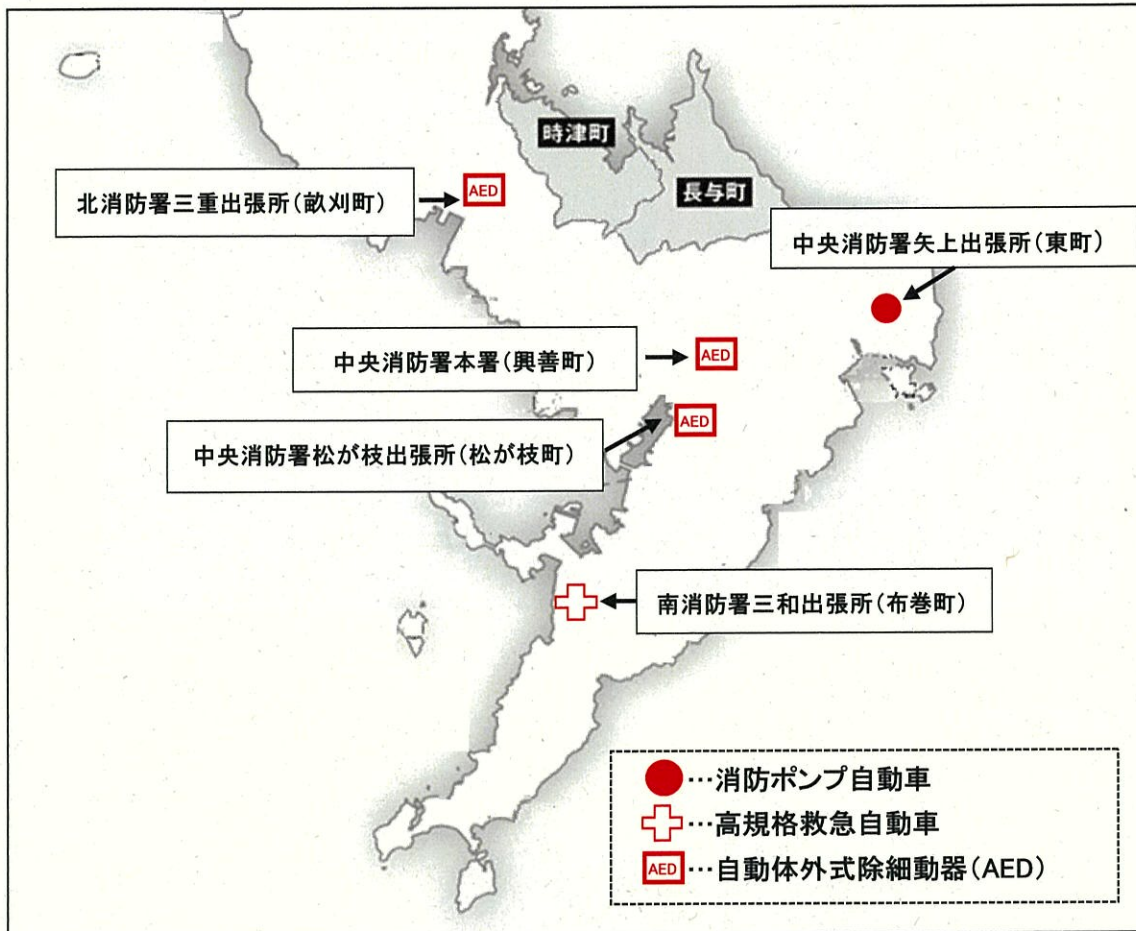 時津町
長与町
北消防署三重出張所(畝刈町)
AED
中央消防署矢上出張所(東町)
中央消防署本署(興善町)
AED
中央消防署松が枝出張所(松が枝町)
AED
南消防署三和出張所(布巻町)
●…消防ポンプ自動車
…高規格救急自動車
AED…自動体外式除細動器(AED)